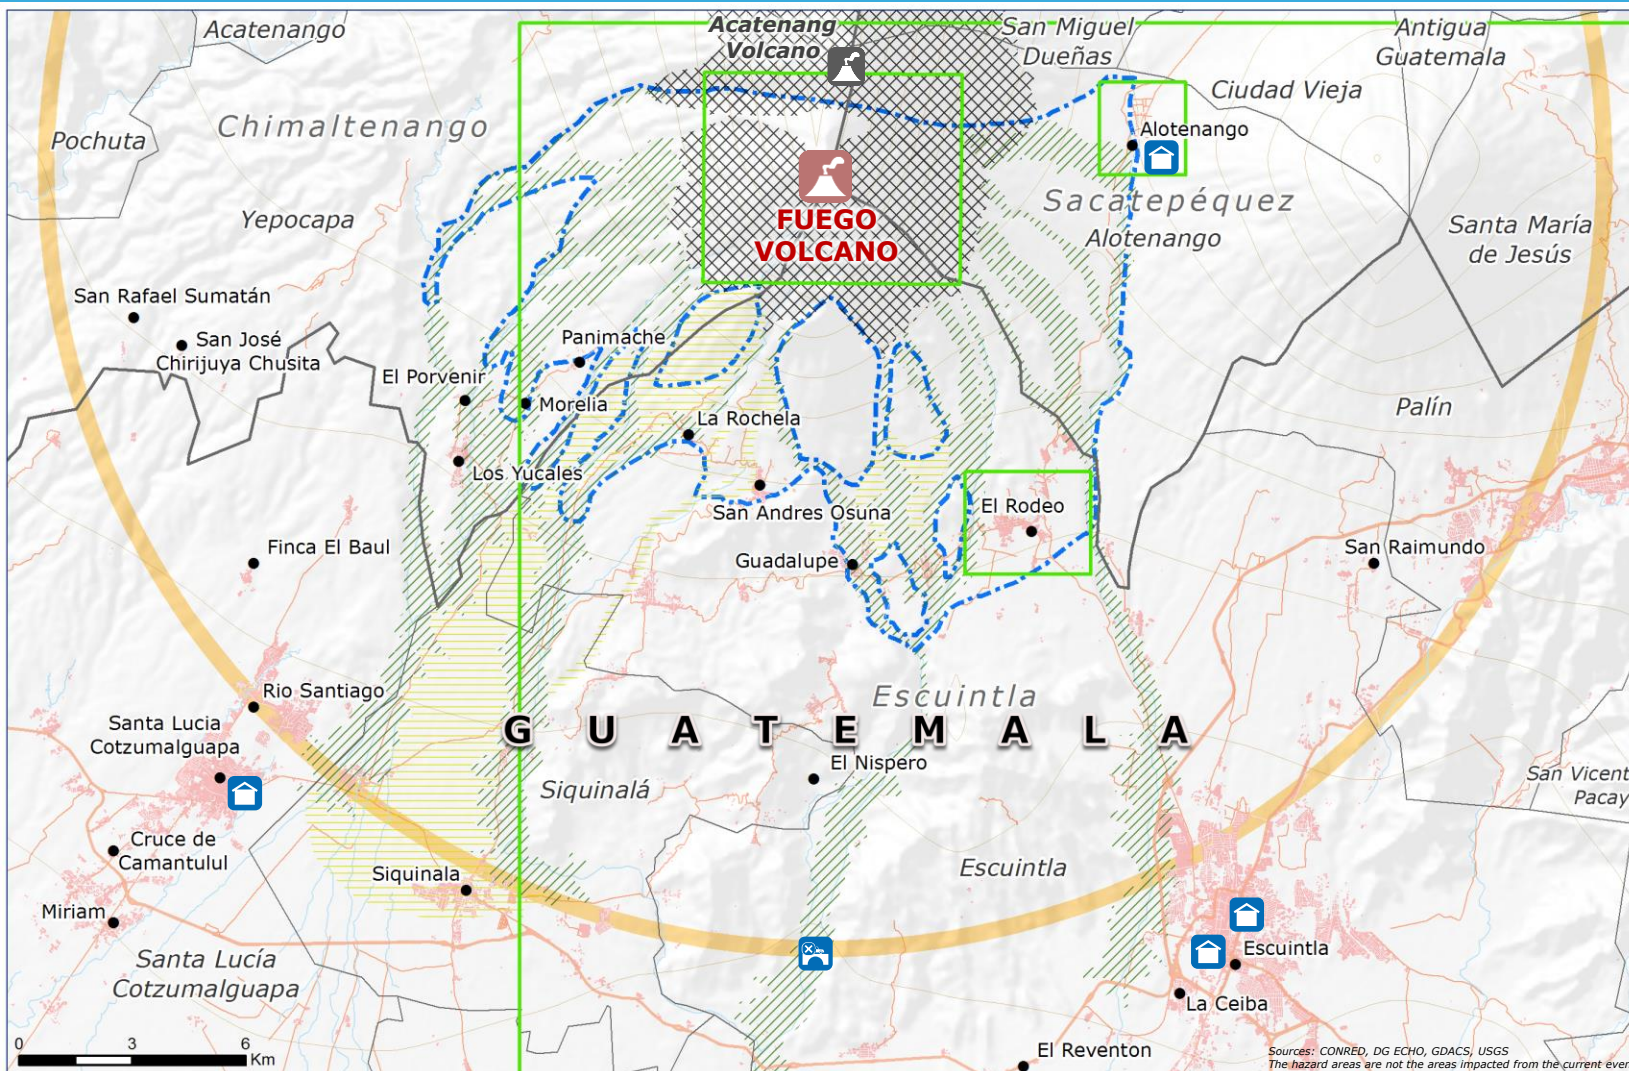 Acatenango
Acatenang
Volcano
San Miguel
Dueñas
Antigua
Guatemala
Ciudad Vieja
Pochuta
Chimaltenango
Alotenango
Yepocapa
FUEGO
VOLCANO
Sacatepéquez
Alotenango
Santa María
de Jesús
San Rafael Sumatán
San José
Chirijuya Chusita
Panimache
El Porvenir
Morelia
La Rochela
Palín
Los Yucales
San Andres Osuna
El Rodeo
Finca El Baul
Guadalupe
San Raimundo
Rio Santiago
Escuintla
Santa Lucia
Cotzumalguapa
GUATEMALA
El Nispero
Siquinalá
San Vicent
Pacay
Cruce de
Camantulul
Siquinala
Escuintla
Miriam
Escuintla
Santa Lucía
Cotzumalguapa
La Ceiba
0 3 6 Km
El Reventon
Sources: CONRED, DG ECHO, GDACS, USGS
The hazard areas are not the areas impacted from the current even